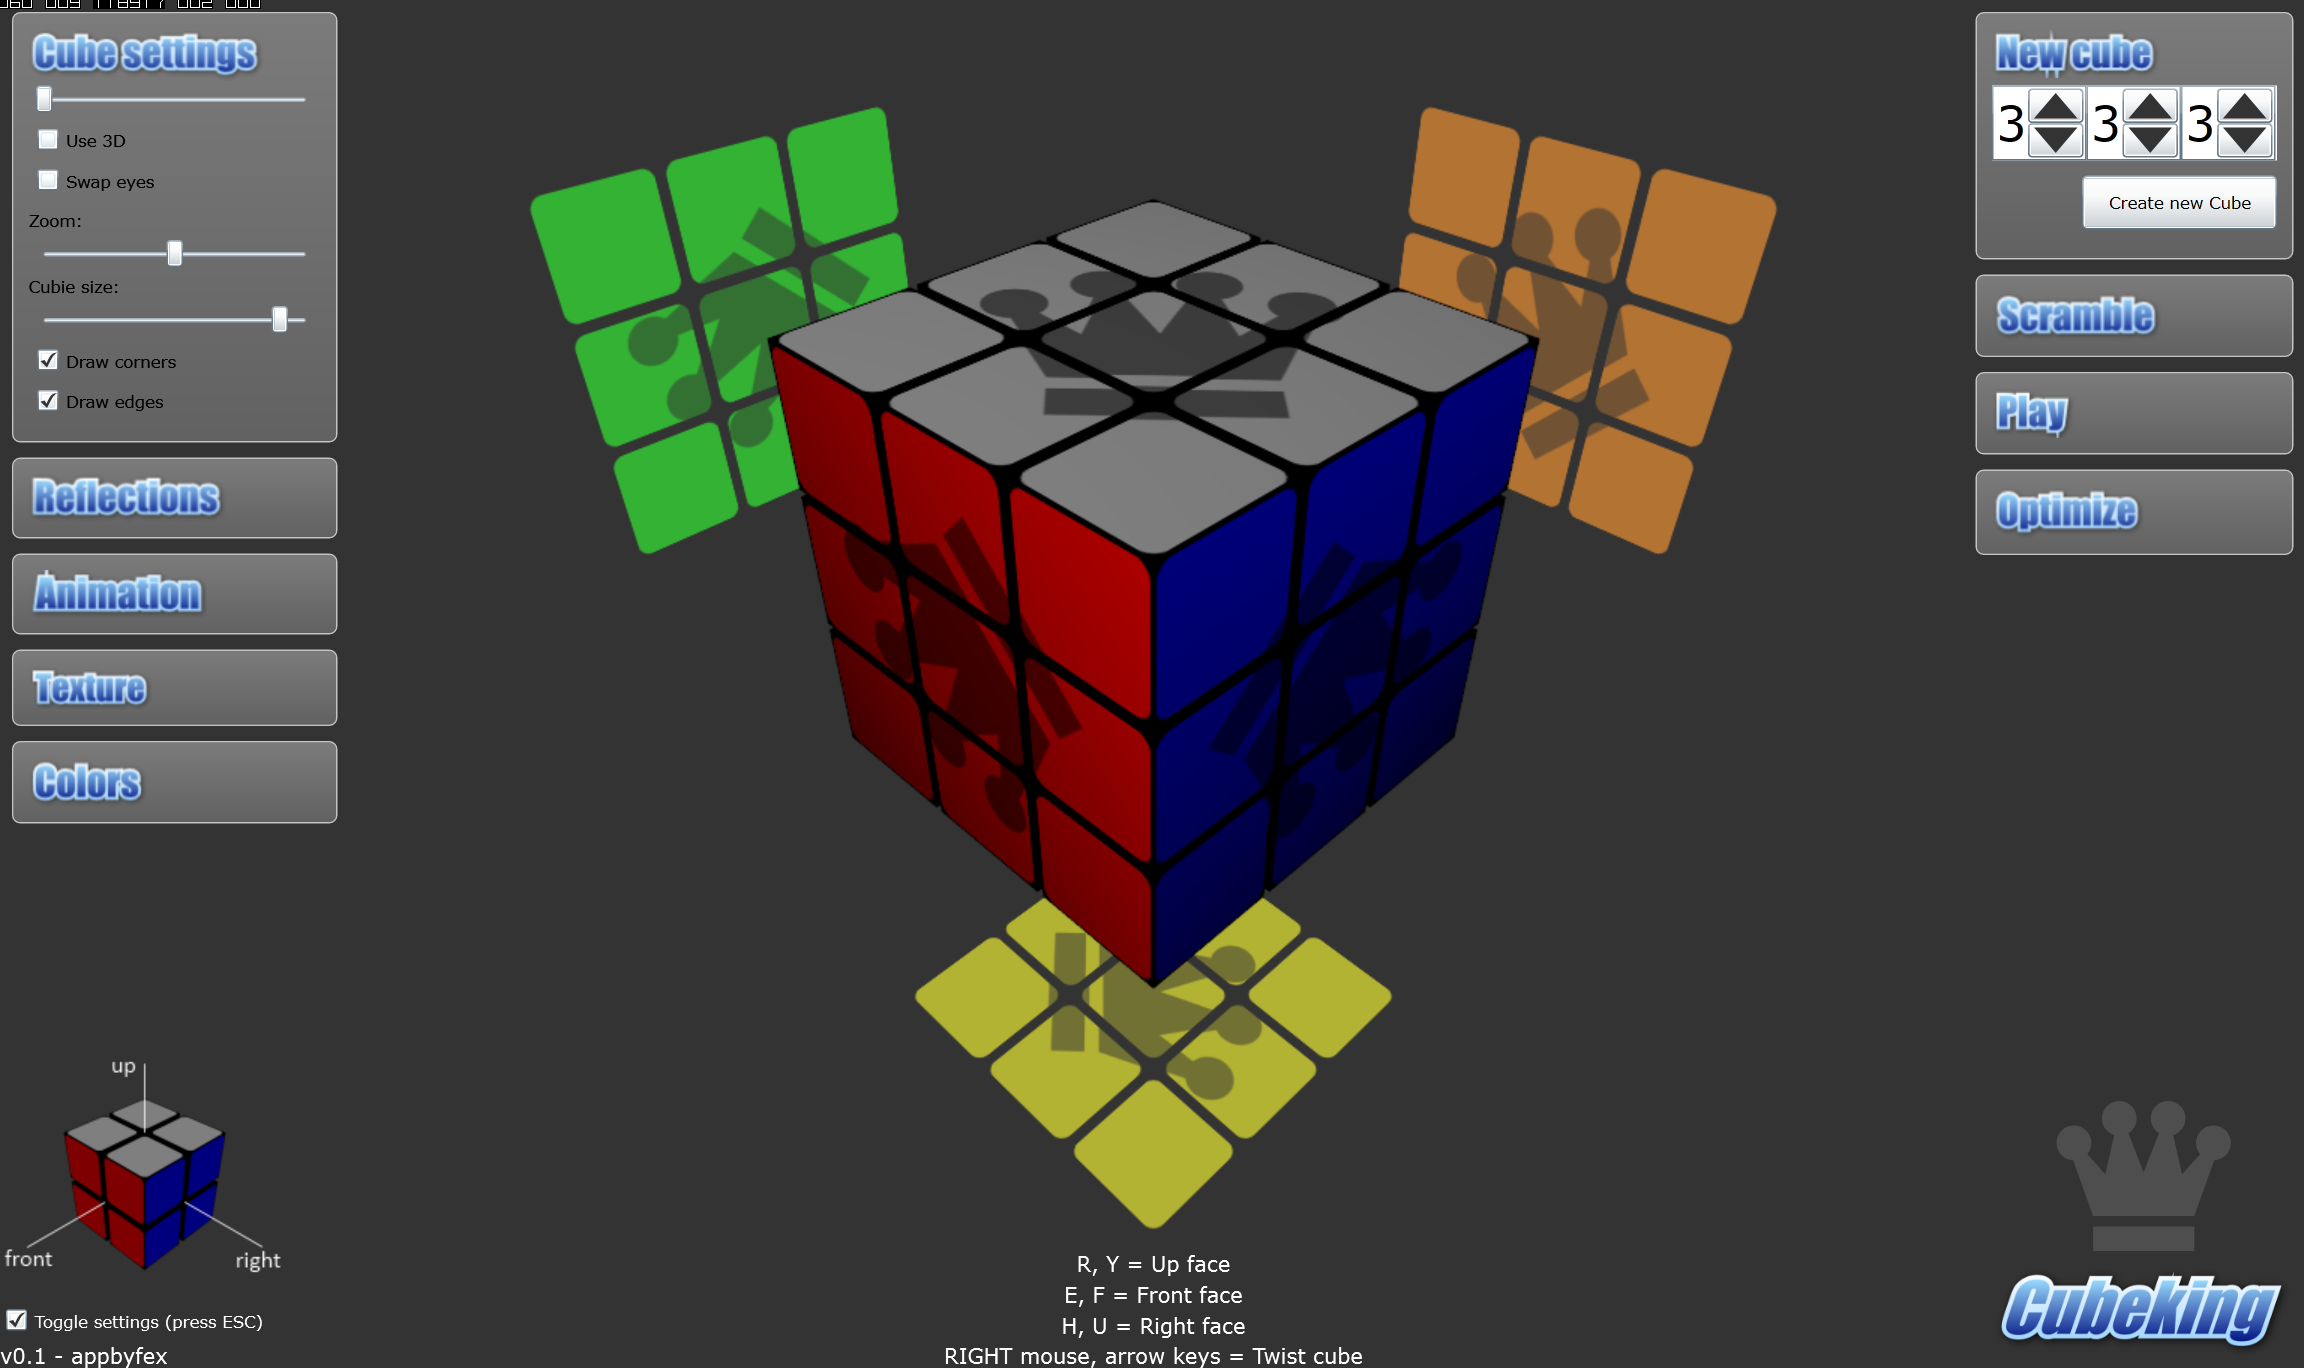 Cube settings
Use 3D
Swap eyes
Zoom:
Cubie size:
Draw corners
Draw edges
Reflections
Animation
Texture
Colors
New cube
3 3 3
Create new Cube
Scramble
Play
Optimize
up
front
right
Toggle settings (press ESC)
v0.1 - appbyfex
R, Y = Up face
E, F = Front face
H, U = Right face
RIGHT mouse, arrow keys = Twist cube
CubeKing